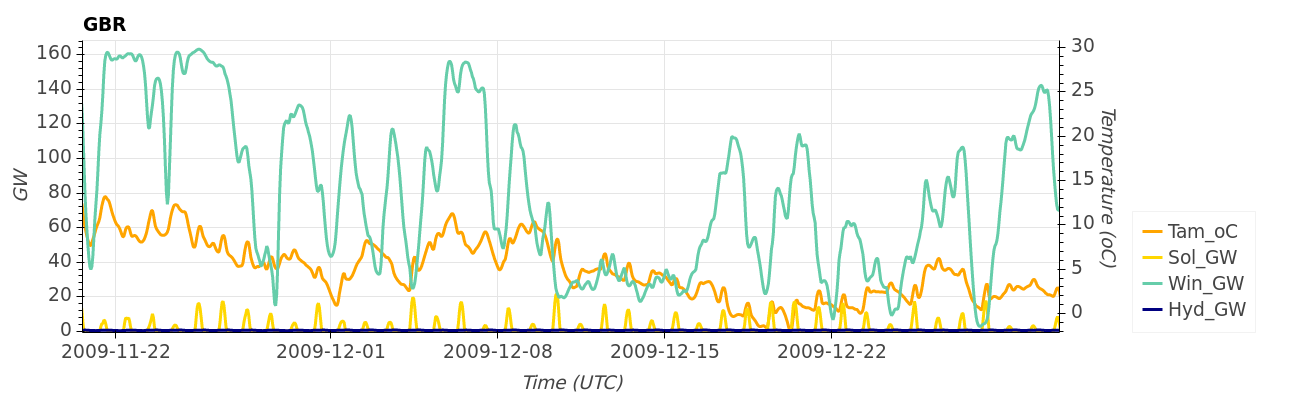 GBR
160
140
120
100
80
60
40
20
0
GW
30
25
20
15
10
5
0
Temperature (oC)
2009-11-22
2009-12-01
2009-12-08
2009-12-15
2009-12-22
Time (UTC)
Tam_oC
Sol_GW
Win_GW
Hyd_GW